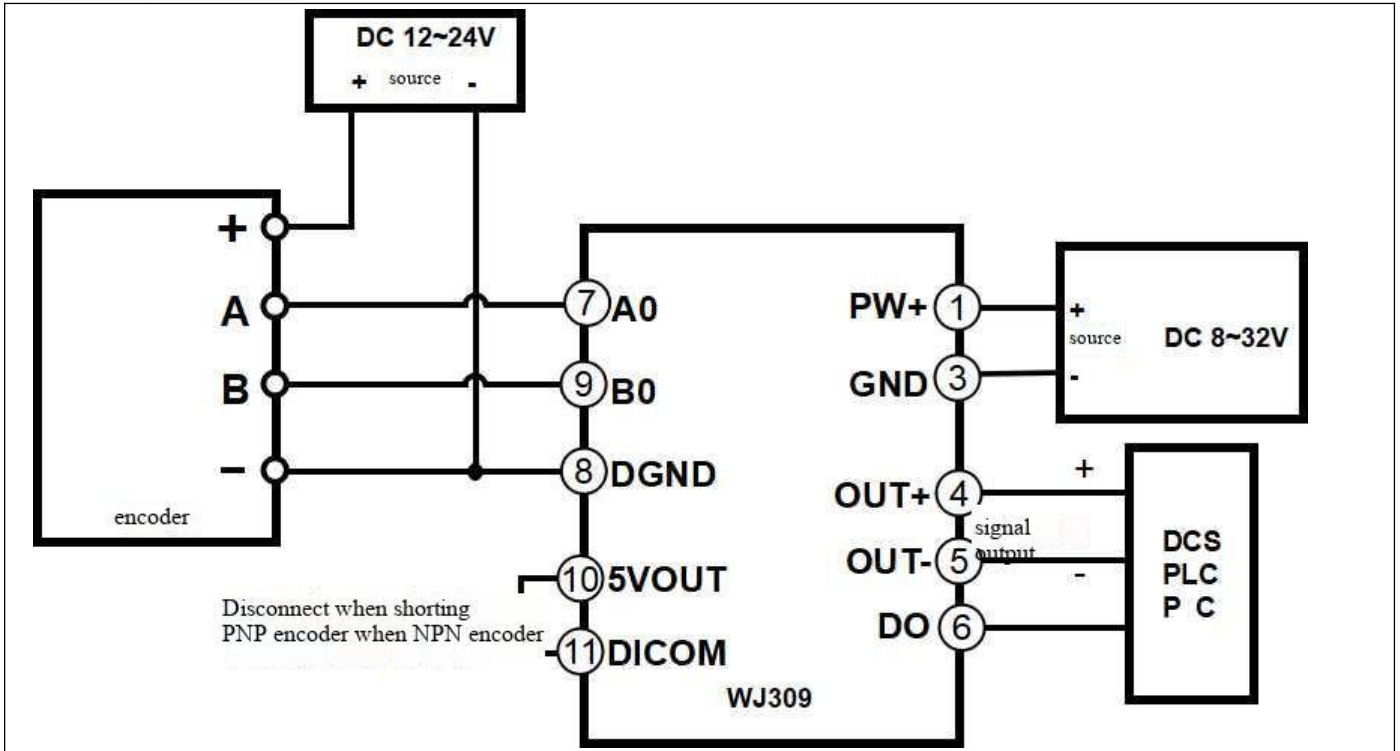 DC 12~24V
+ source -
+
A
B
−
encoder
7 A0
9 B0
8 DGND
10 5VOUT
11 DICOM
Disconnect when shorting
PNP encoder when NPN encoder
PW+ 1
GND 3
OUT+ 4
OUT- 5
DO 6
WJ309
+
source
-
DC 8~32V
+
signal
output
-
DCS
PLC
P C